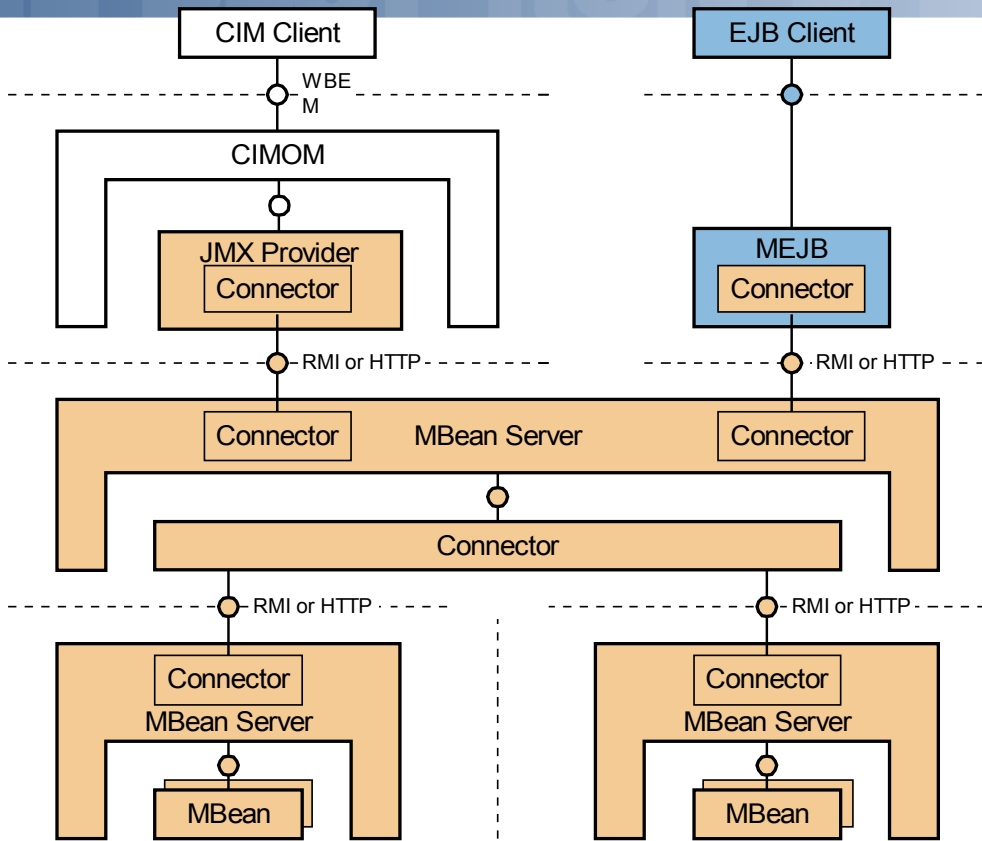 CIM Client
EJB Client
WBE
M
CIMOM
JMX Provider
Connector
MEJB
Connector
RMI or HTTP
RMI or HTTP
Connector
MBean Server
Connector
Connector
RMI or HTTP
RMI or HTTP
Connector
MBean Server
Connector
MBean Server
MBean
MBean